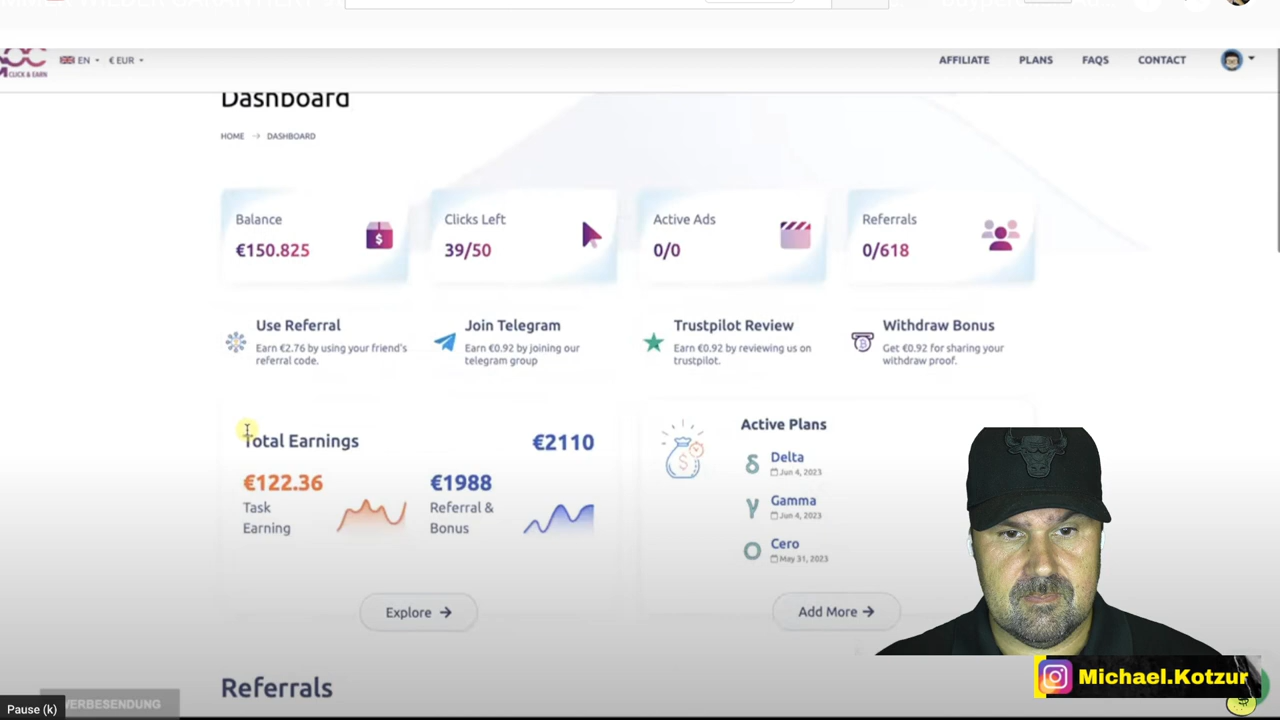 CLICK & EARN
EN
€ EUR
AFFILIATE
PLANS
FAQS
CONTACT
Dashboard
HOME → DASHBOARD
Balance
€150.825
Clicks Left
39/50
Active Ads
0/0
Referrals
0/618
Use Referral
Earn €2.76 by using your friend's
referral code.
Join Telegram
Earn €0.92 by joining our
telegram group
Trustpilot Review
Earn €0.92 by reviewing us on
trustpilot.
Withdraw Bonus
Get €0.92 for sharing your
withdraw proof.
Total Earnings
€2110
€122.36
Task
Earning
€1988
Referral &
Bonus
Explore →
Active Plans
δ Delta
Jun 4, 2023
γ Gamma
Jun 4, 2023
Cero
May 31, 2023
Add More →
Michael.Kotzur
Referrals
Pause (k)